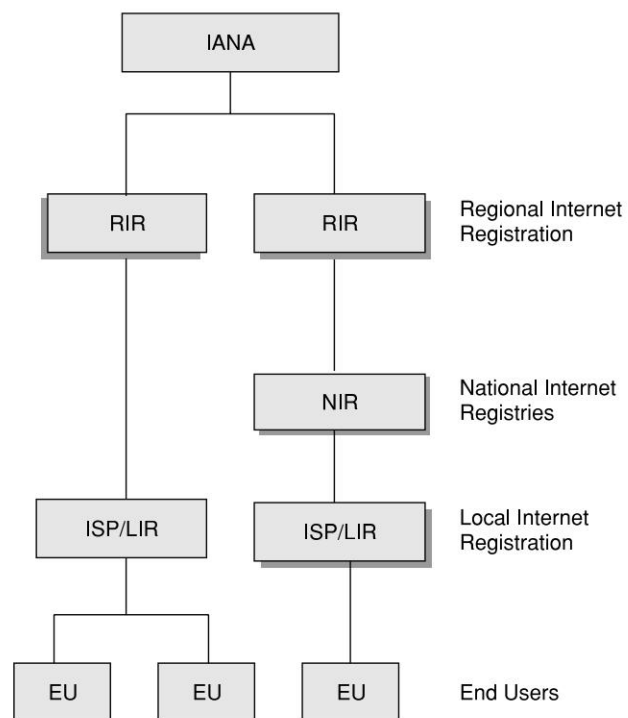 IANA
RIR
RIR
Regional Internet
Registration
NIR
National Internet
Registries
ISP/LIR
ISP/LIR
Local Internet
Registration
EU
EU
EU
End Users